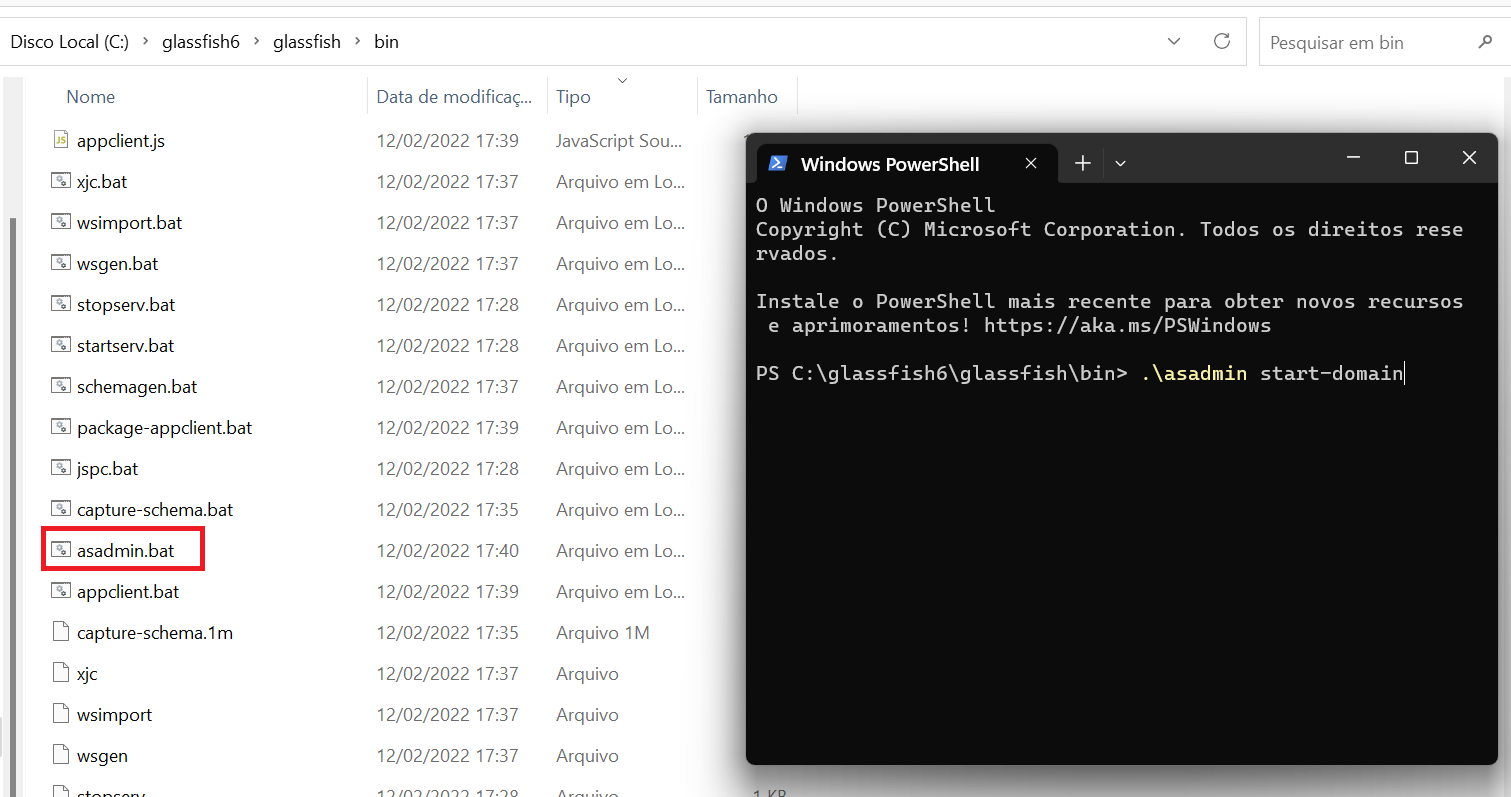 Disco Local (C:) > glassfish6 > glassfish > bin
Pesquisar em bin
Nome Data de modificaç... Tipo Tamanho
appclient.js 12/02/2022 17:39 JavaScript Sou...
xjc.bat 12/02/2022 17:37 Arquivo em Lo...
wsimport.bat 12/02/2022 17:37 Arquivo em Lo...
wsgen.bat 12/02/2022 17:37 Arquivo em Lo...
stopserv.bat 12/02/2022 17:28 Arquivo em Lo...
startserv.bat 12/02/2022 17:28 Arquivo em Lo...
schemagen.bat 12/02/2022 17:37 Arquivo em Lo...
package-appclient.bat 12/02/2022 17:39 Arquivo em Lo...
jspc.bat 12/02/2022 17:28 Arquivo em Lo...
capture-schema.bat 12/02/2022 17:35 Arquivo em Lo...
asadmin.bat 12/02/2022 17:40 Arquivo em Lo...
appclient.bat 12/02/2022 17:39 Arquivo em Lo...
capture-schema.1m 12/02/2022 17:35 Arquivo 1M
xjc 12/02/2022 17:37 Arquivo
wsimport 12/02/2022 17:37 Arquivo
wsgen 12/02/2022 17:37 Arquivo
stopserv 12/02/2022 17:28 Arquivo 1 KB
Windows PowerShell
O Windows PowerShell
Copyright (C) Microsoft Corporation. Todos os direitos rese
rvados.
Instale o PowerShell mais recente para obter novos recursos
e aprimoramentos! https://aka.ms/PSWindows
PS C:\glassfish6\glassfish\bin> .\asadmin start-domain